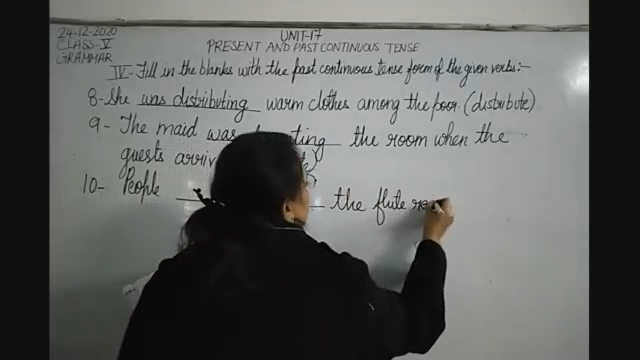 24-12-2020
CLASS-V
GRAMMAR
UNIT-17
PRESENT AND PAST CONTINUOUS TENSE
IV- Fill in the blanks with the past continuous tense form of the given verbs:-
8- She was distributing warm clothes among the poor. (distribute)
9- The maid was the room when the
guests
10- People the flute